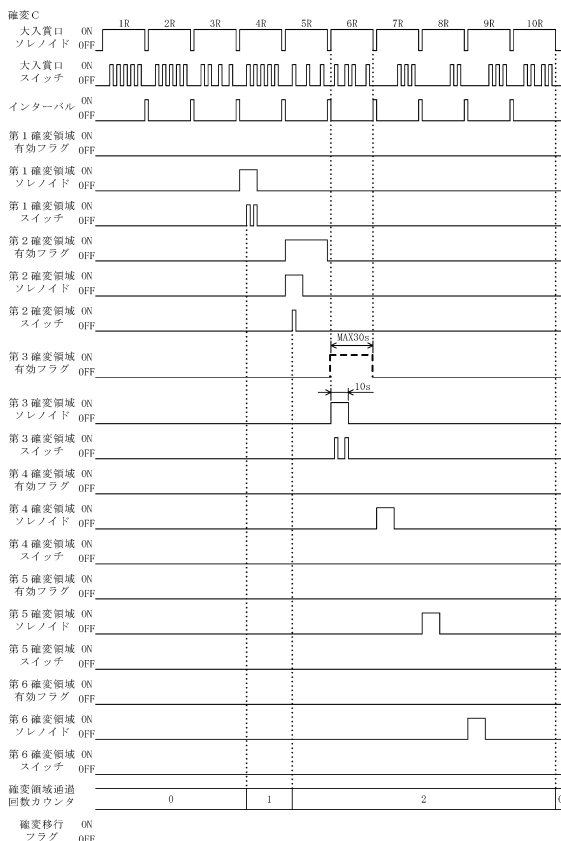 確変C
1R 2R 3R 4R 5R 6R 7R 8R 9R 10R
大入賞口 ON
ソレノイド OFF
大入賞口 ON
スイッチ OFF
インターバル ON
OFF
第1確変領域 ON
有効フラグ OFF
第1確変領域 ON
ソレノイド OFF
第1確変領域 ON
スイッチ OFF
第2確変領域 ON
有効フラグ OFF
第2確変領域 ON
ソレノイド OFF
第2確変領域 ON
スイッチ OFF
MAX30s
第3確変領域 ON
有効フラグ OFF
10s
第3確変領域 ON
ソレノイド OFF
第3確変領域 ON
スイッチ OFF
第4確変領域 ON
有効フラグ OFF
第4確変領域 ON
ソレノイド OFF
第4確変領域 ON
スイッチ OFF
第5確変領域 ON
有効フラグ OFF
第5確変領域 ON
ソレノイド OFF
第5確変領域 ON
スイッチ OFF
第6確変領域 ON
有効フラグ OFF
第6確変領域 ON
ソレノイド OFF
第6確変領域 ON
スイッチ OFF
確変領域通過
回数カウンタ 0 1 2 0
確変移行 ON
フラグ OFF